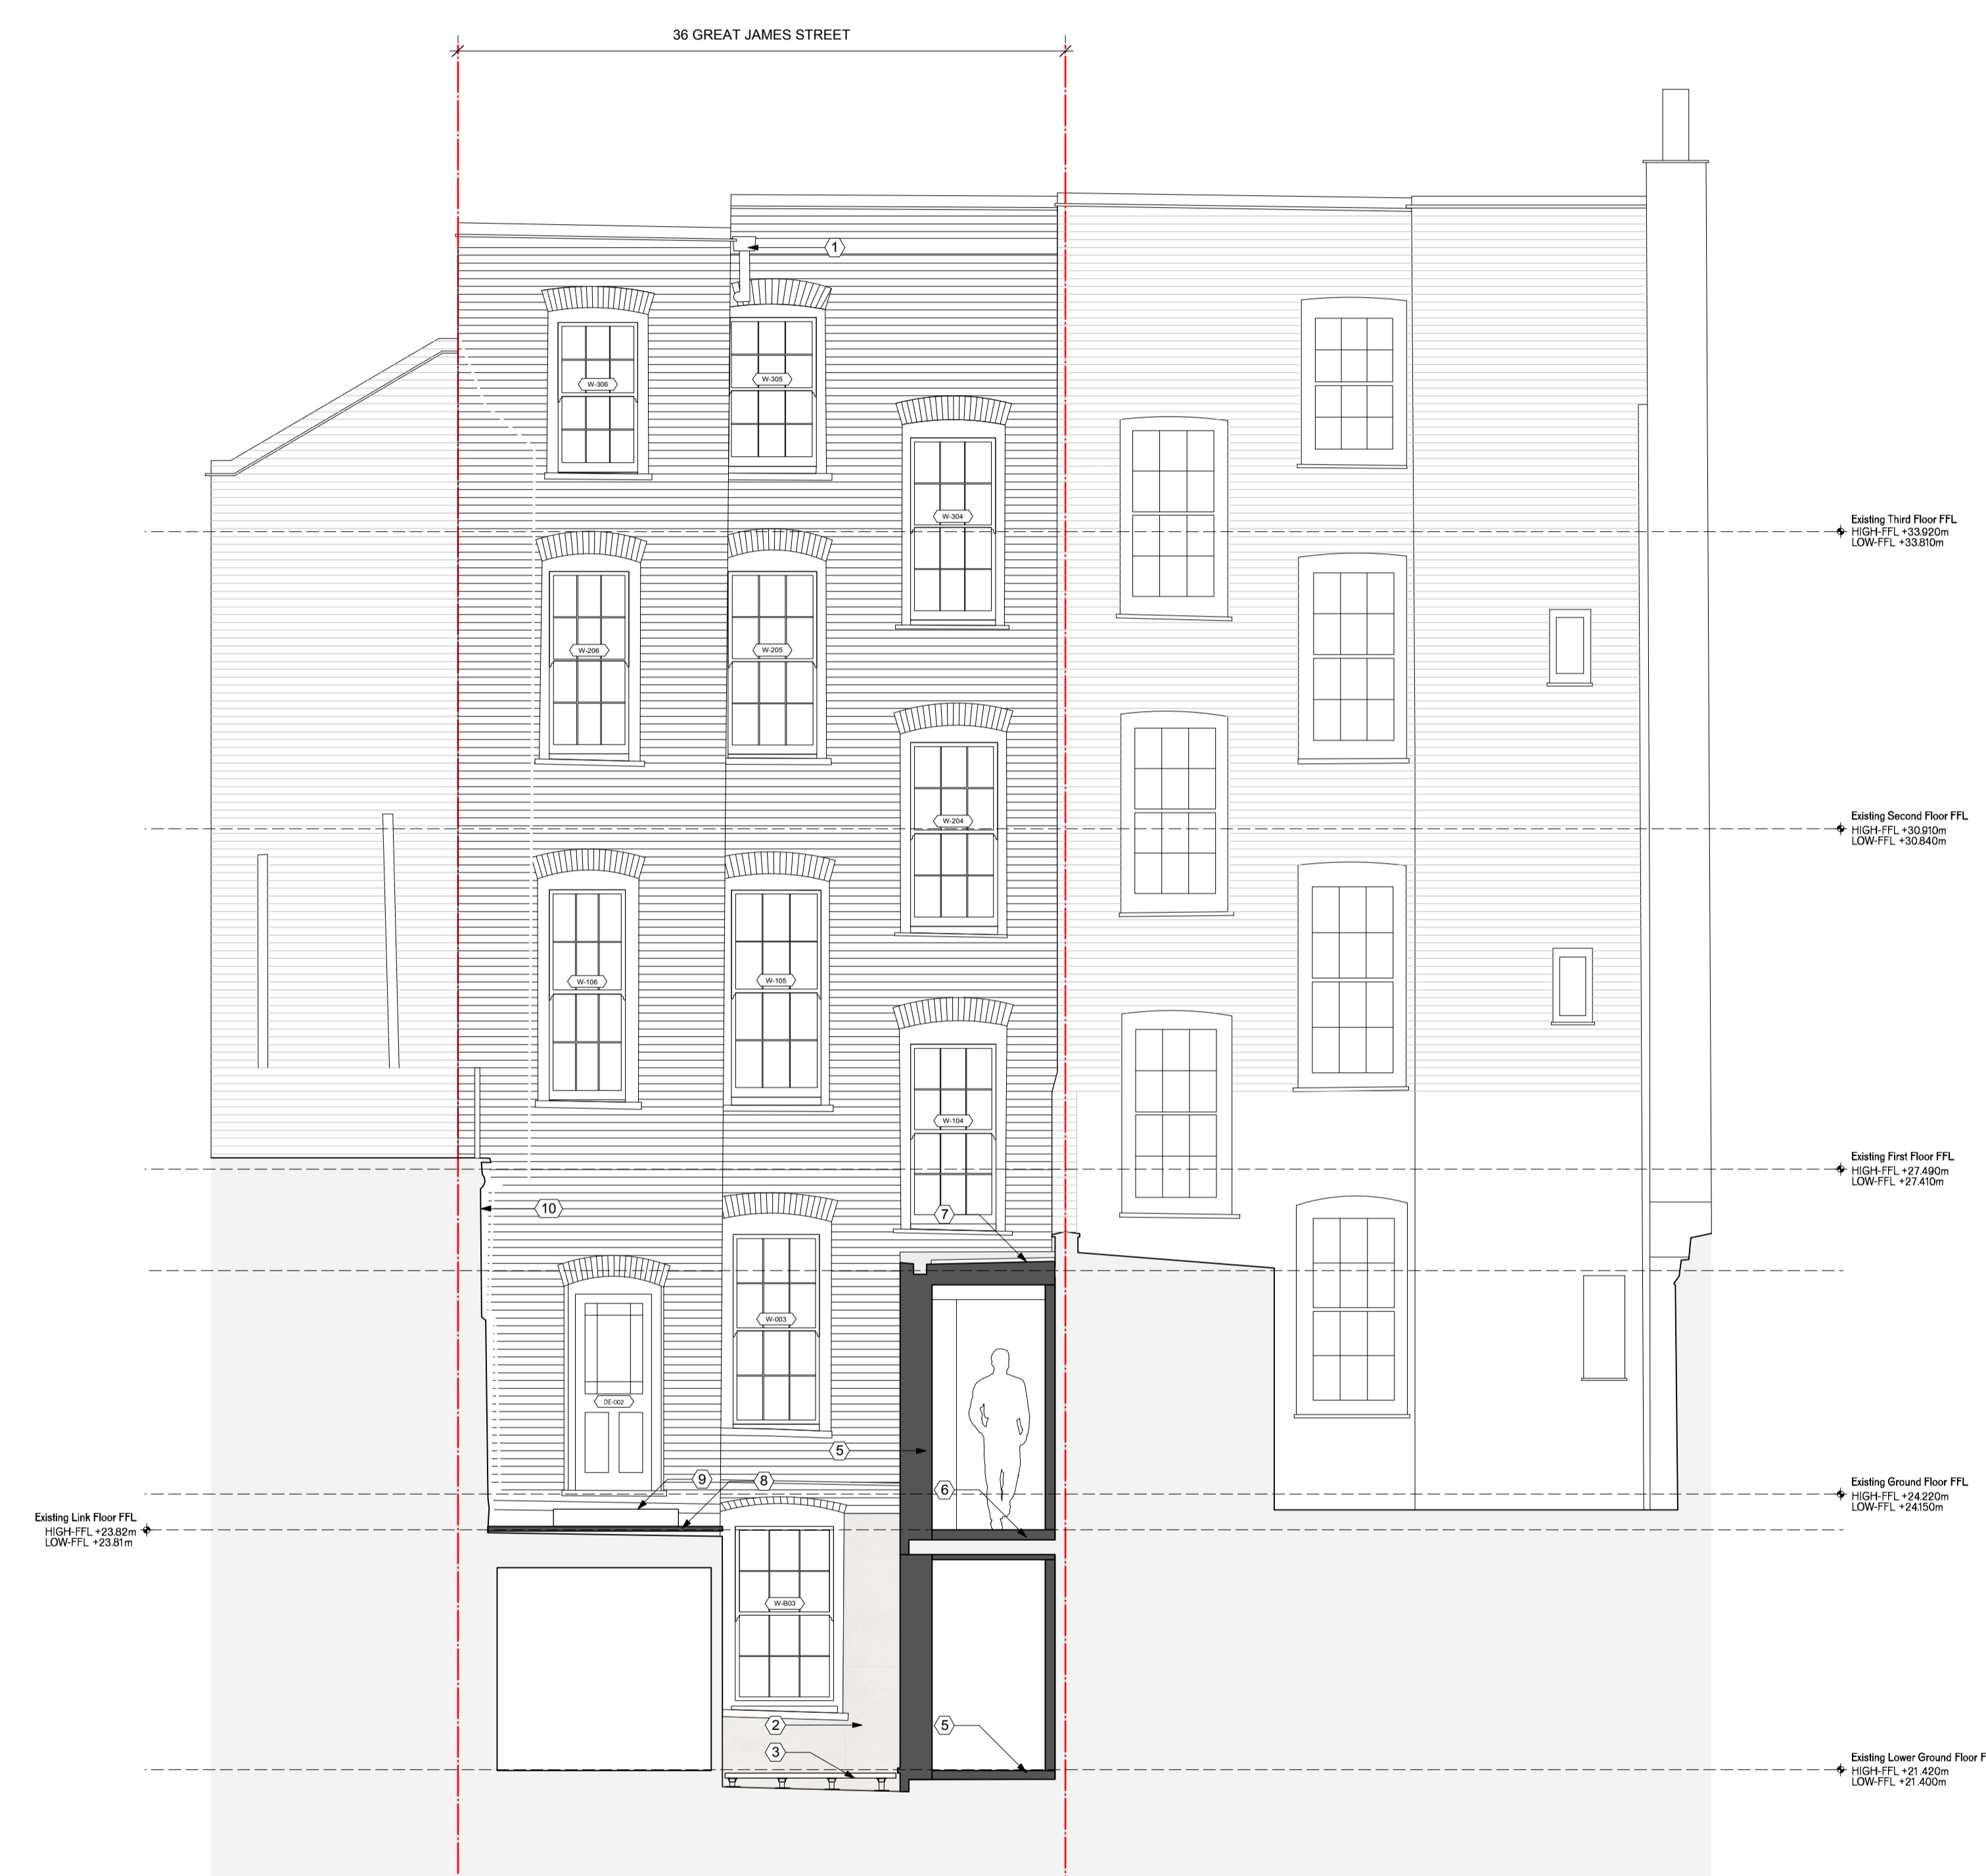 36 GREAT JAMES STREET
1
W-306
W-305
W-304
Existing Third Floor FFL
HIGH-FFL +33.920m
LOW-FFL +33.810m
W-206
W-205
W-204
Existing Second Floor FFL
HIGH-FFL +30.910m
LOW-FFL +30.840m
W-106
W-105
W-104
Existing First Floor FFL
HIGH-FFL +27.490m
LOW-FFL +27.410m
10
7
W-003
DE-002
5
9
8
6
Existing Ground Floor FFL
HIGH-FFL +24.220m
LOW-FFL +24.150m
Existing Link Floor FFL
HIGH-FFL +23.82m
LOW-FFL +23.81m
W-B03
2
5
3
Existing Lower Ground Floor F
HIGH-FFL +21.420m
LOW-FFL +21.400m